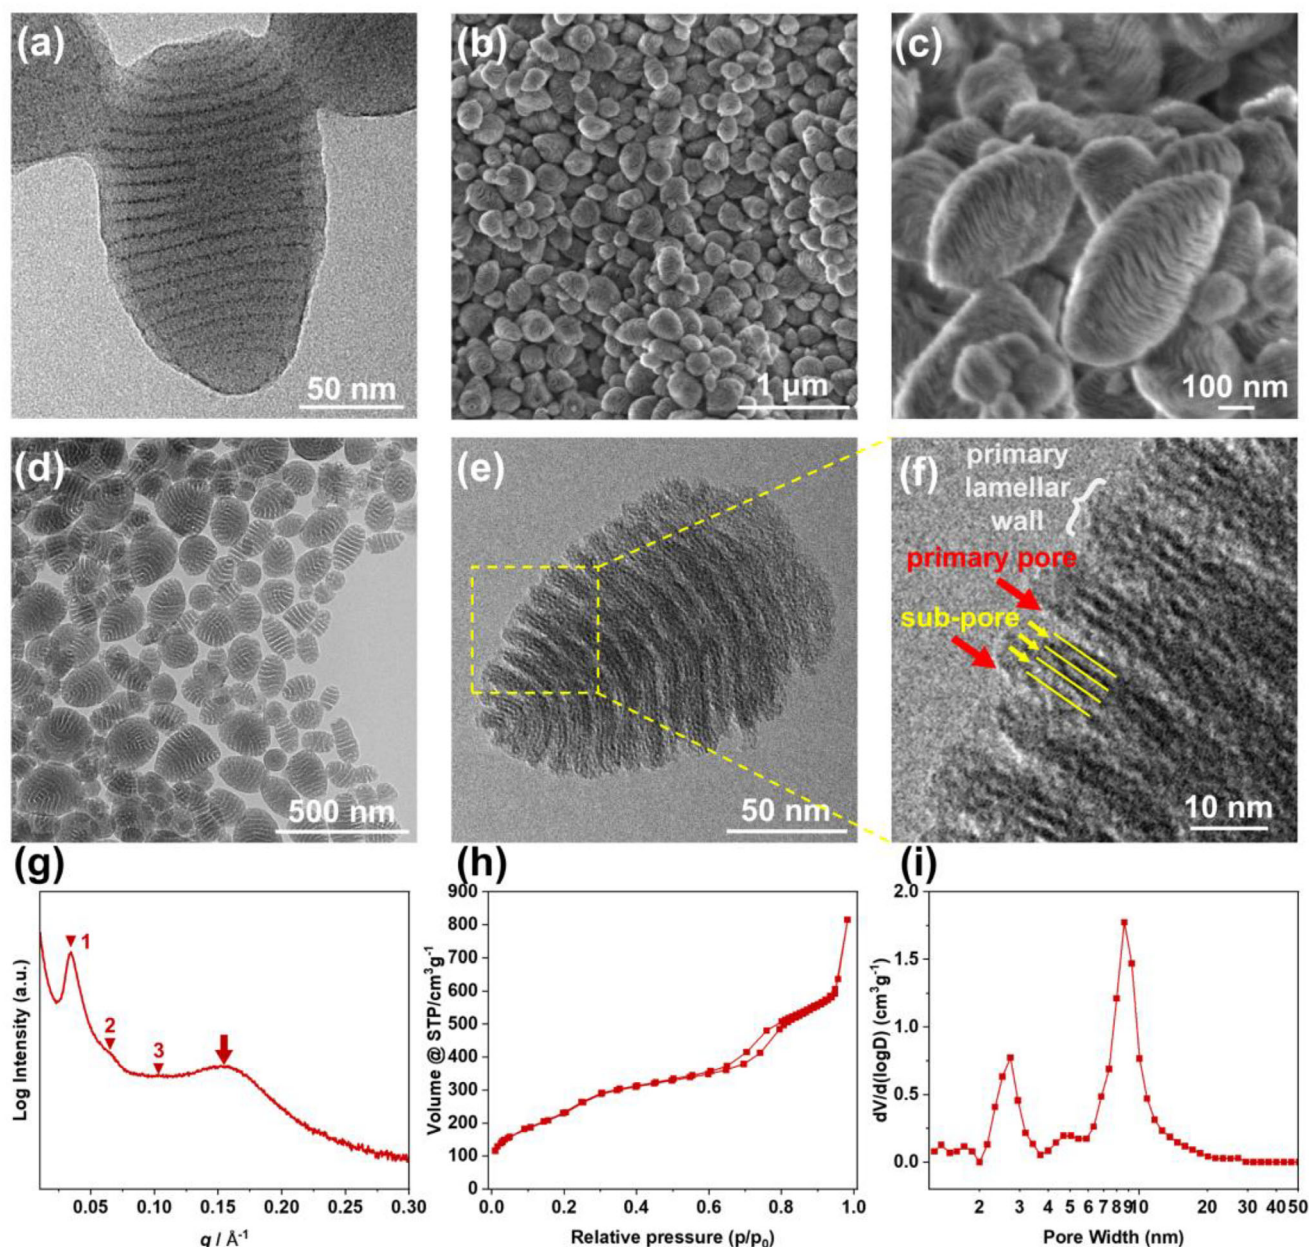 (a)
50 nm
(b)
1 μm
(c)
100 nm
(d)
500 nm
(e)
50 nm
(f)
primary
lamellar
wall
primary pore
sub-pore
10 nm
(g)
1
2
3
Log Intensity (a.u.)
0.05 0.10 0.15 0.20 0.25 0.30
q / Å⁻¹
(h)
900
800
700
600
500
400
300
200
100
0
Volume @ STP/cm³g⁻¹
0.0 0.2 0.4 0.6 0.8 1.0
Relative pressure (p/p₀)
(i)
2.0
1.5
1.0
0.5
0.0
dV/d(logD) (cm³g⁻¹)
2 3 4 5 6 7 8 9 10 20 30 40 50
Pore Width (nm)